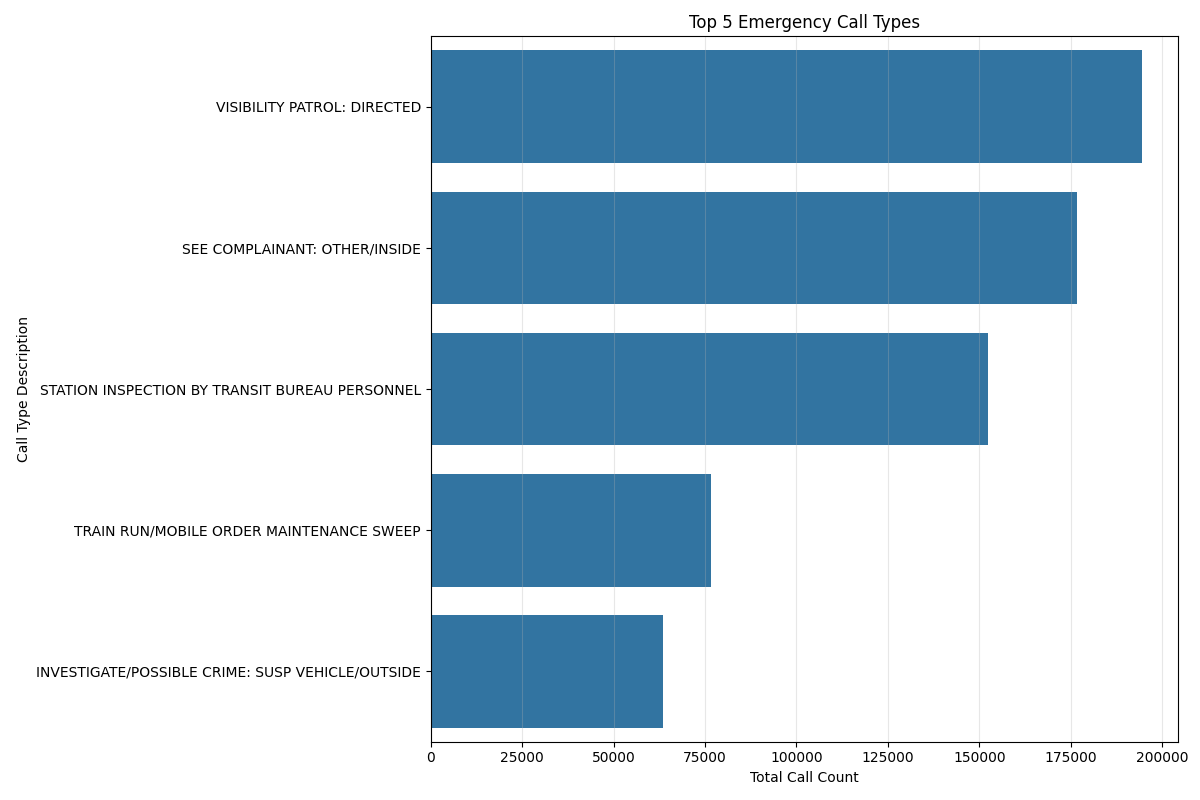 Top 5 Emergency Call Types
Call Type Description
VISIBILITY PATROL: DIRECTED
SEE COMPLAINANT: OTHER/INSIDE
STATION INSPECTION BY TRANSIT BUREAU PERSONNEL
TRAIN RUN/MOBILE ORDER MAINTENANCE SWEEP
INVESTIGATE/POSSIBLE CRIME: SUSP VEHICLE/OUTSIDE
0 25000 50000 75000 100000 125000 150000 175000 200000
Total Call Count